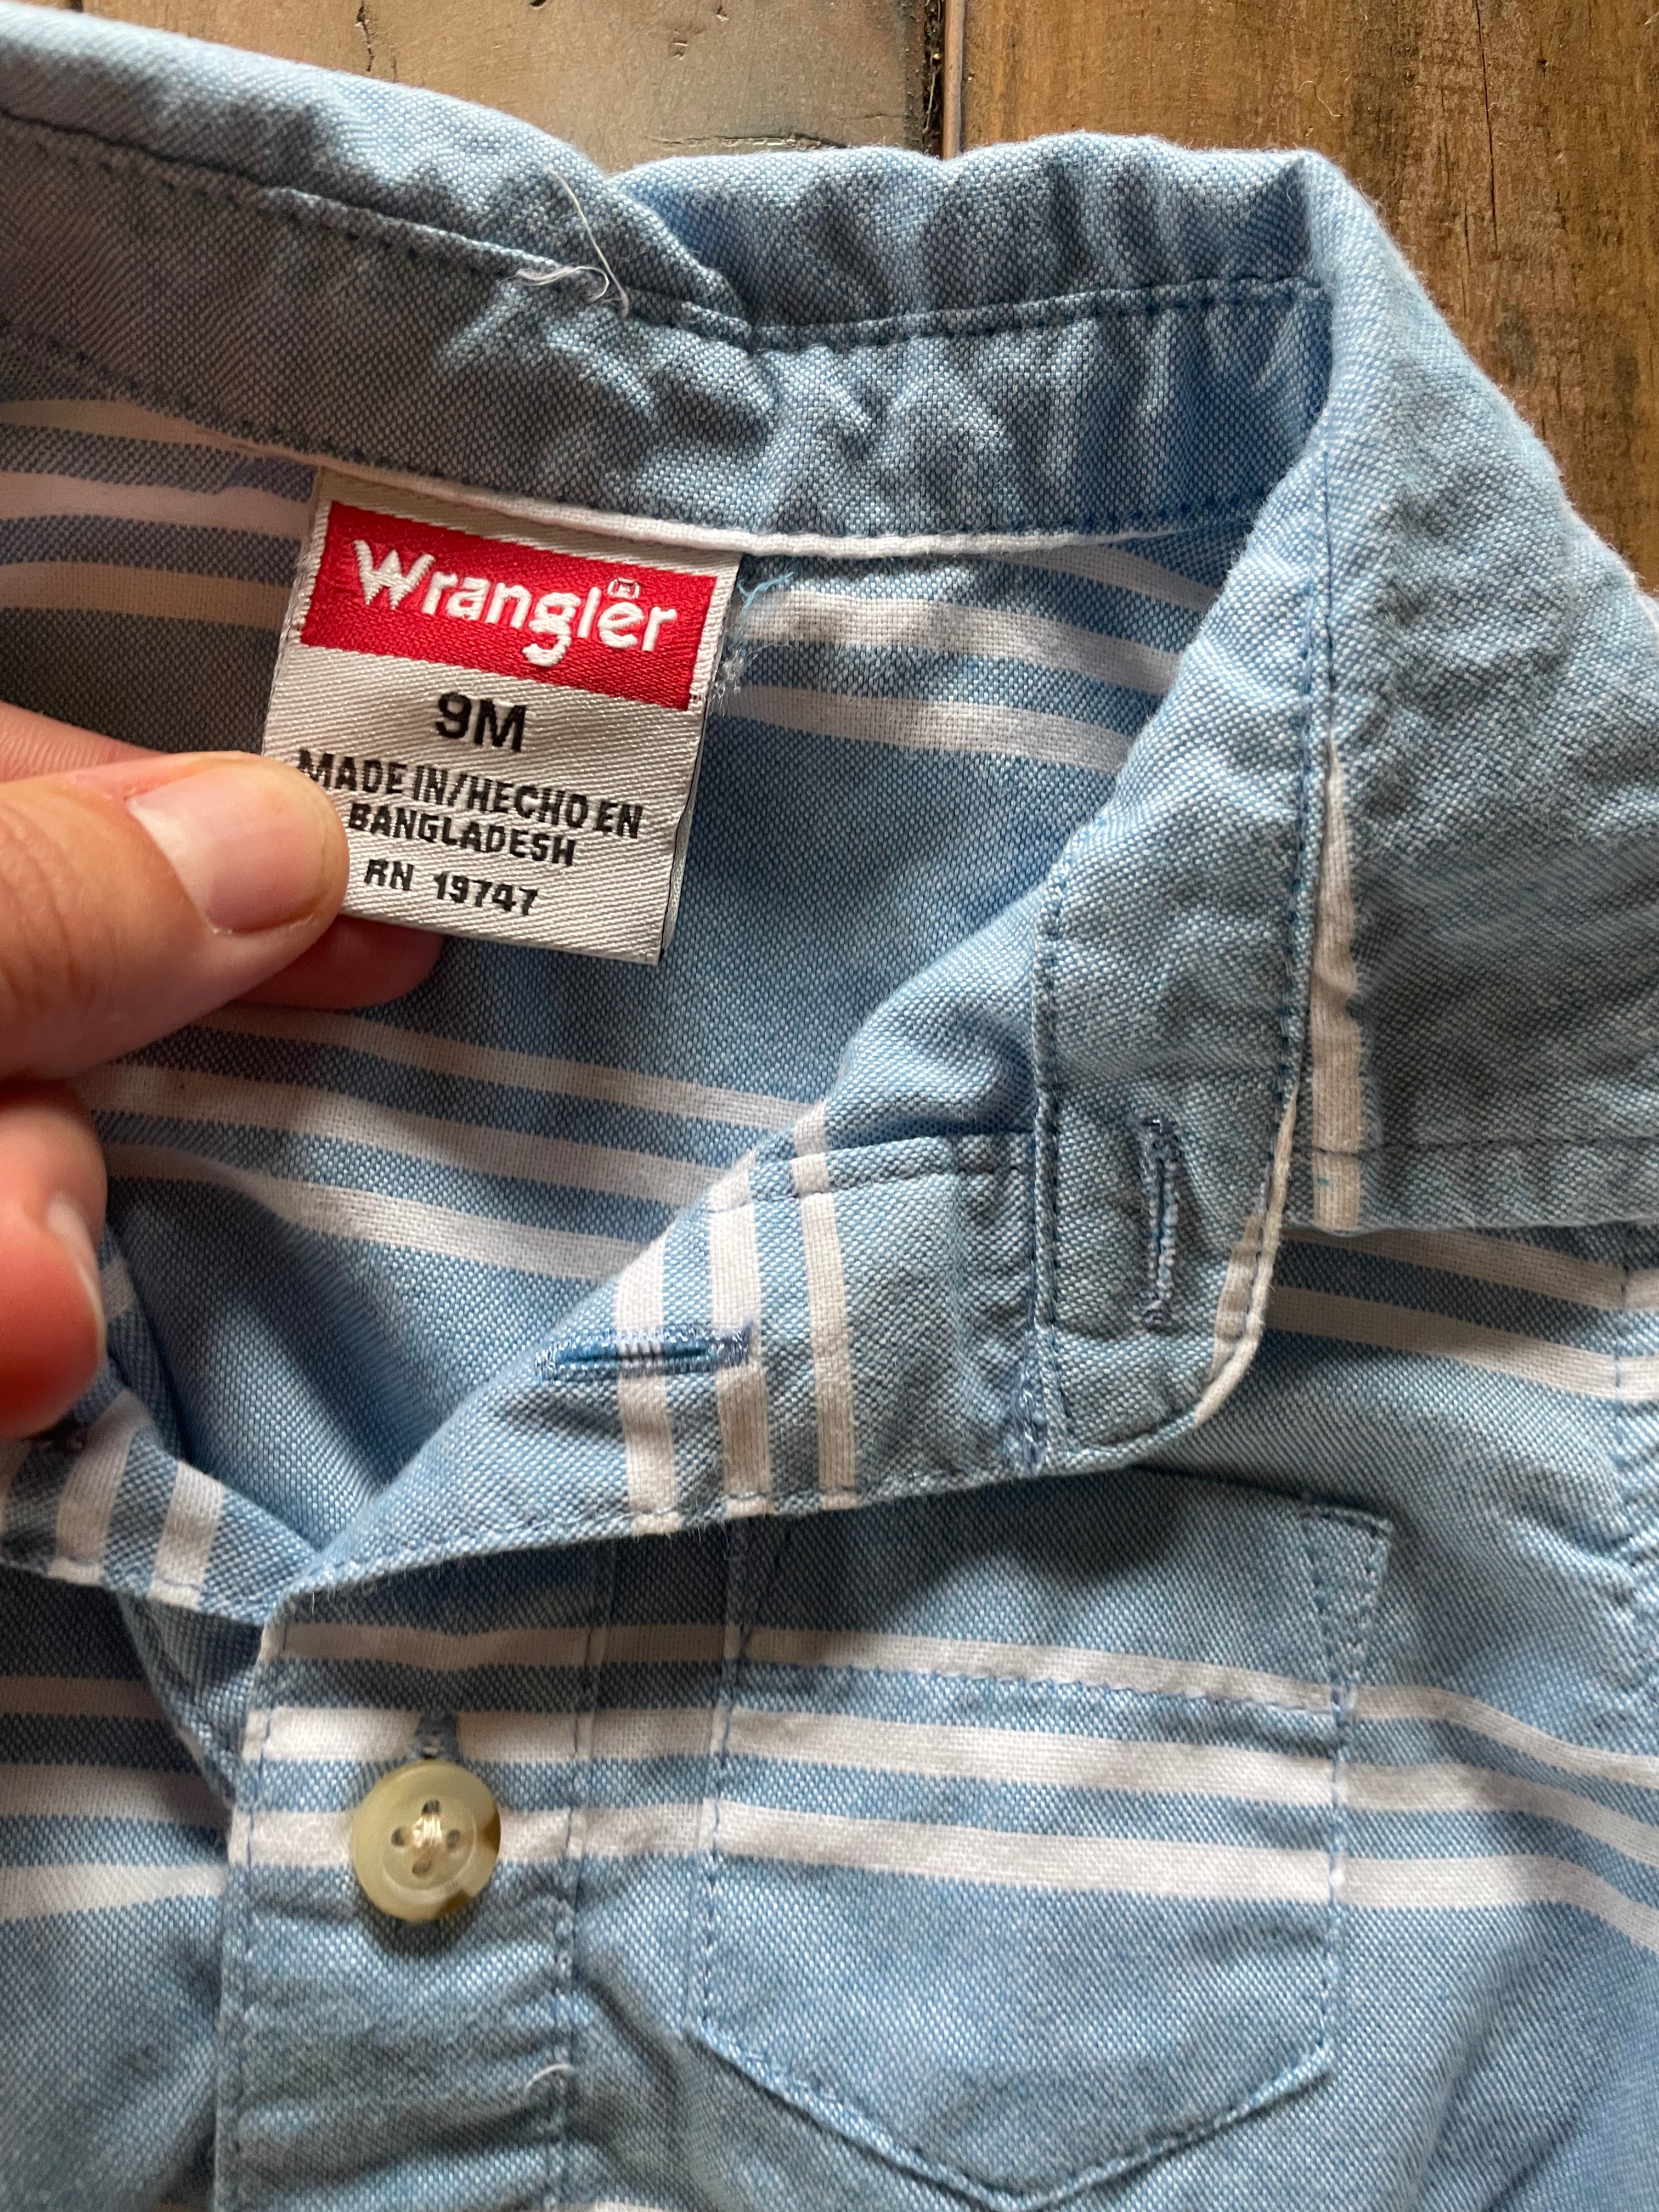 Wrangler
9M
MADE IN/HECHO EN
BANGLADESH
RN 19747